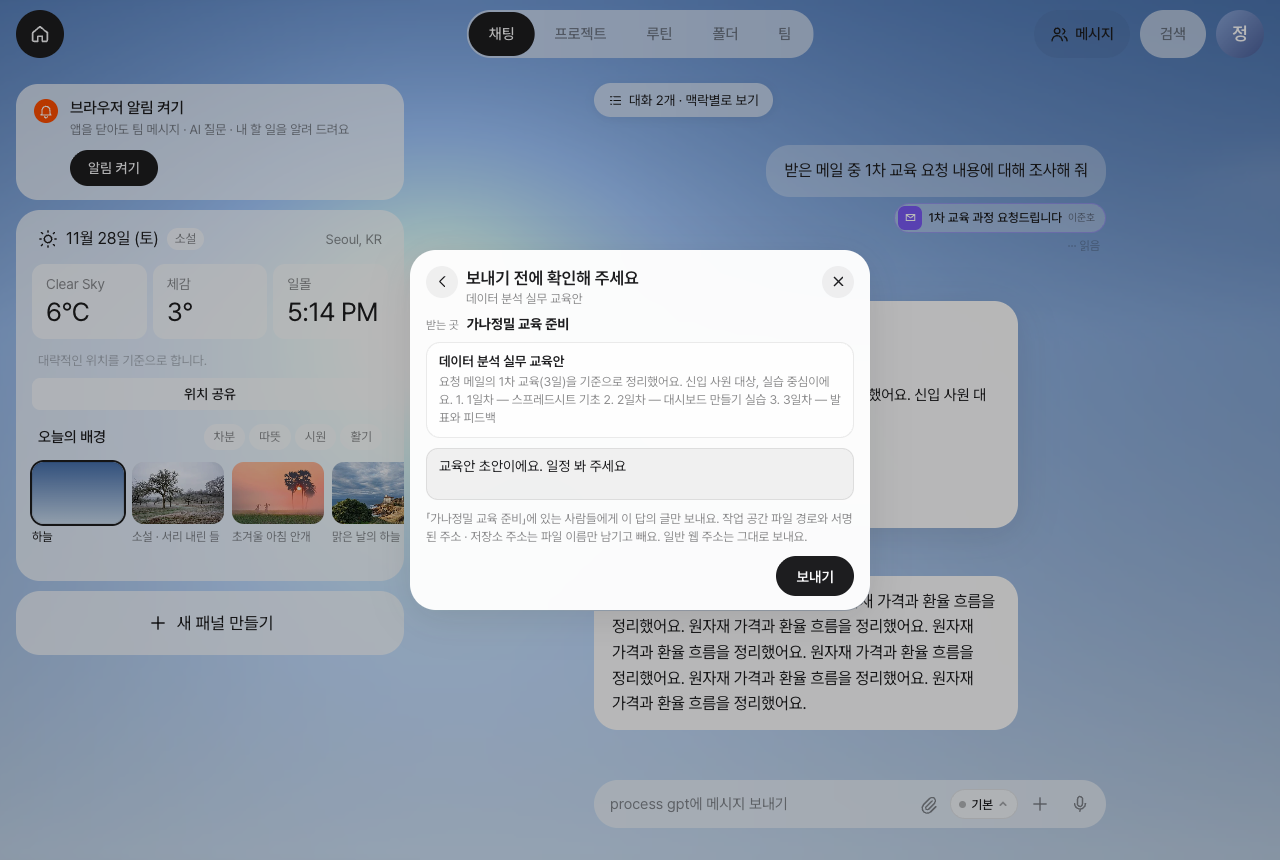 채팅
프로젝트
루틴
폴더
팀
메시지
검색
정
브라우저 알림 켜기
앱을 닫아도 팀 메시지 · AI 질문 · 내 할 일을 알려 드려요
알림 켜기
11월 28일 (토)
소설
Seoul, KR
Clear Sky
6°C
체감
3°
일몰
5:14 PM
대략적인 위치를 기준으로 합니다.
위치 공유
오늘의 배경
차분
따뜻
시원
활기
하늘
소설 · 서리 내린 들
초겨울 아침 안개
맑은 날의 하늘
새 패널 만들기
대화 2개 · 맥락별로 보기
받은 메일 중 1차 교육 요청 내용에 대해 조사해 줘
1차 교육 과정 요청드립니다 이준호
읽음
했어요. 신입 사원 대
보내기 전에 확인해 주세요
데이터 분석 실무 교육안
받는 곳 가나정밀 교육 준비
데이터 분석 실무 교육안
요청 메일의 1차 교육(3일)을 기준으로 정리했어요. 신입 사원 대상, 실습 중심이에
요. 1. 1일차 — 스프레드시트 기초 2. 2일차 — 대시보드 만들기 실습 3. 3일차 — 발
표와 피드백
교육안 초안이에요. 일정 봐 주세요
「가나정밀 교육 준비」에 있는 사람들에게 이 답의 글만 보내요. 작업 공간 파일 경로와 서명
된 주소 · 저장소 주소는 파일 이름만 남기고 빼요. 일반 웹 주소는 그대로 보내요.
보내기
가격과 환율 흐름을
정리했어요. 원자재 가격과 환율 흐름을 정리했어요. 원자재
가격과 환율 흐름을 정리했어요. 원자재 가격과 환율 흐름을
정리했어요. 원자재 가격과 환율 흐름을 정리했어요. 원자재
가격과 환율 흐름을 정리했어요.
process gpt에 메시지 보내기
기본